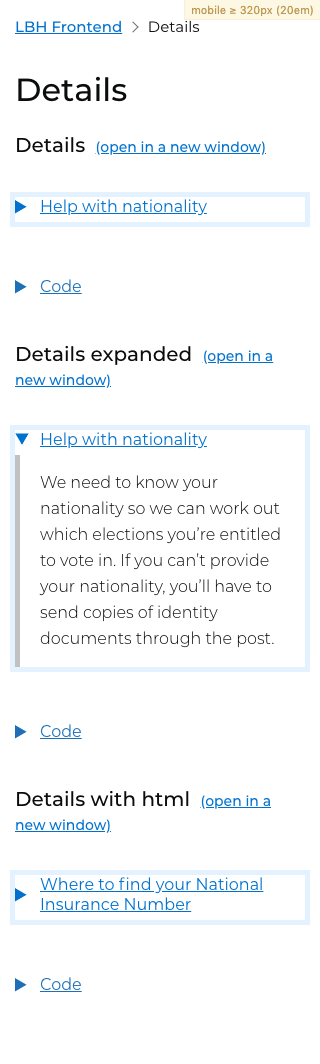 mobile ≥ 320px (20em)
LBH Frontend > Details
Details
Details (open in a new window)
Help with nationality
Code
Details expanded (open in a
new window)
Help with nationality
We need to know your
nationality so we can work out
which elections you’re entitled
to vote in. If you can’t provide
your nationality, you’ll have to
send copies of identity
documents through the post.
Code
Details with html (open in a
new window)
Where to find your National
Insurance Number
Code